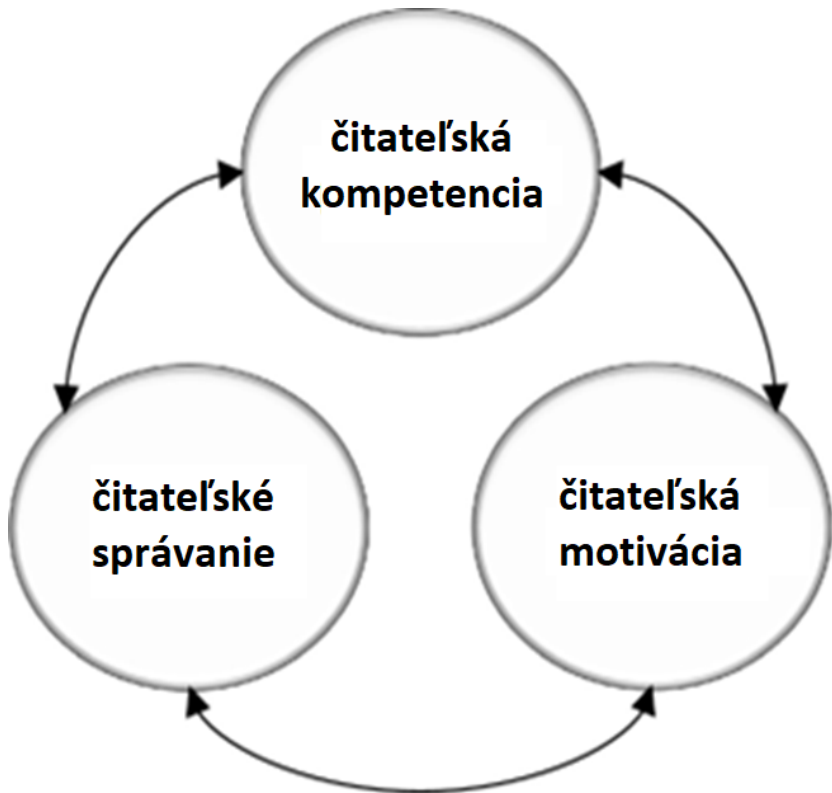 čitateľská
kompetencia
čitateľské
správanie
čitateľská
motivácia